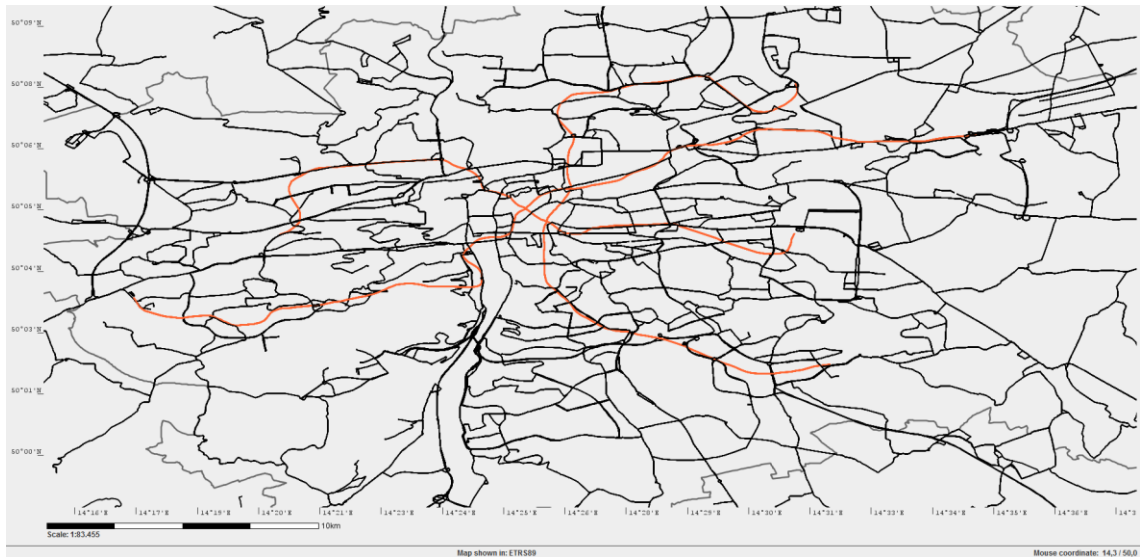 50°09'N
50°08'N
50°06'N
50°05'N
50°04'N
50°03'N
50°01'N
50°00'N
14°16'E 14°17'E 14°19'E 14°20'E 14°22'E 14°23'E 14°24'E 14°25'E 14°26'E 14°28'E 14°29'E 14°30'E 14°31'E 14°33'E 14°34'E 14°35'E 14°36'E 14°3
10km
Scale: 1:83.455
Map shown in: ETRS89 Mouse coordinate: 14,3 / 50,0